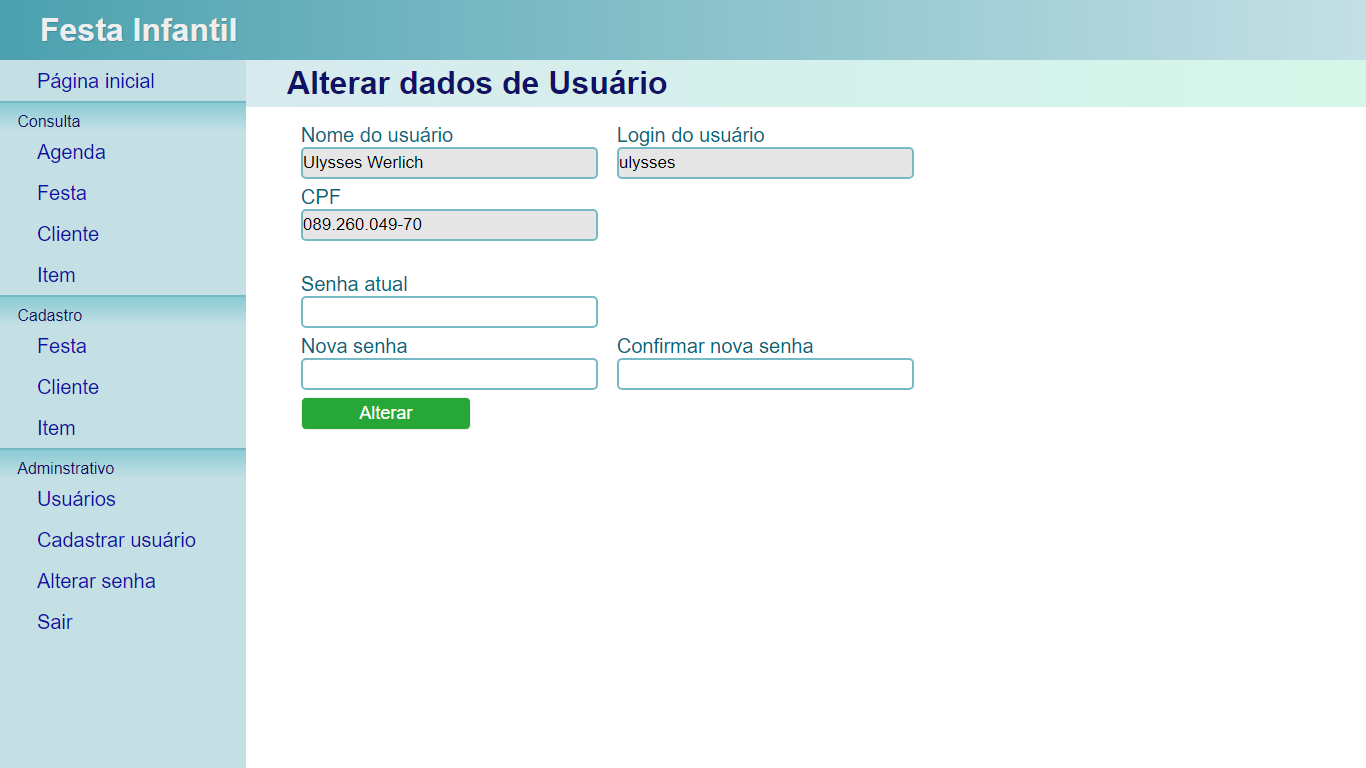 Festa Infantil
Página inicial
Consulta
Agenda
Festa
Cliente
Item
Cadastro
Festa
Cliente
Item
Adminstrativo
Usuários
Cadastrar usuário
Alterar senha
Sair
Alterar dados de Usuário
Nome do usuário
Ulysses Werlich
Login do usuário
ulysses
CPF
089.260.049-70
Senha atual
Nova senha
Confirmar nova senha
Alterar